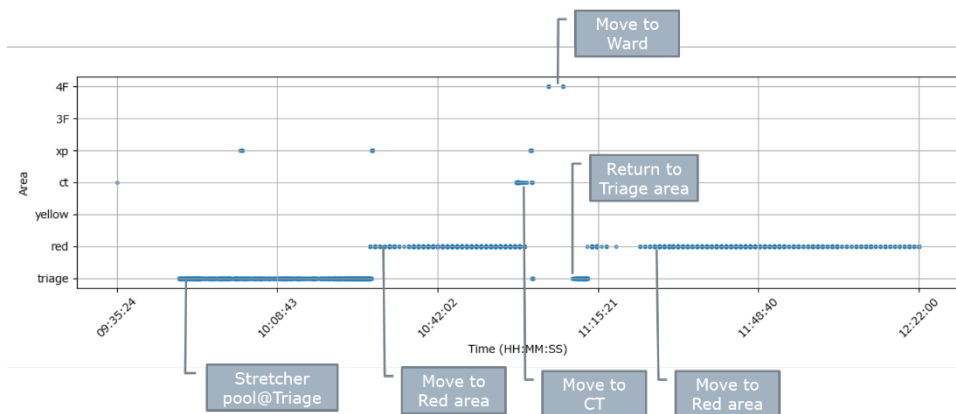 Move to
Ward
4F
3F
xp
ct
yellow
red
triage
Area
Return to
Triage area
09:35:24
10:08:43
10:42:02
11:15:21
11:48:40
12:22:00
Time (HH:MM:SS)
Stretcher
pool@Triage
Move to
Red area
Move to
CT
Move to
Red area